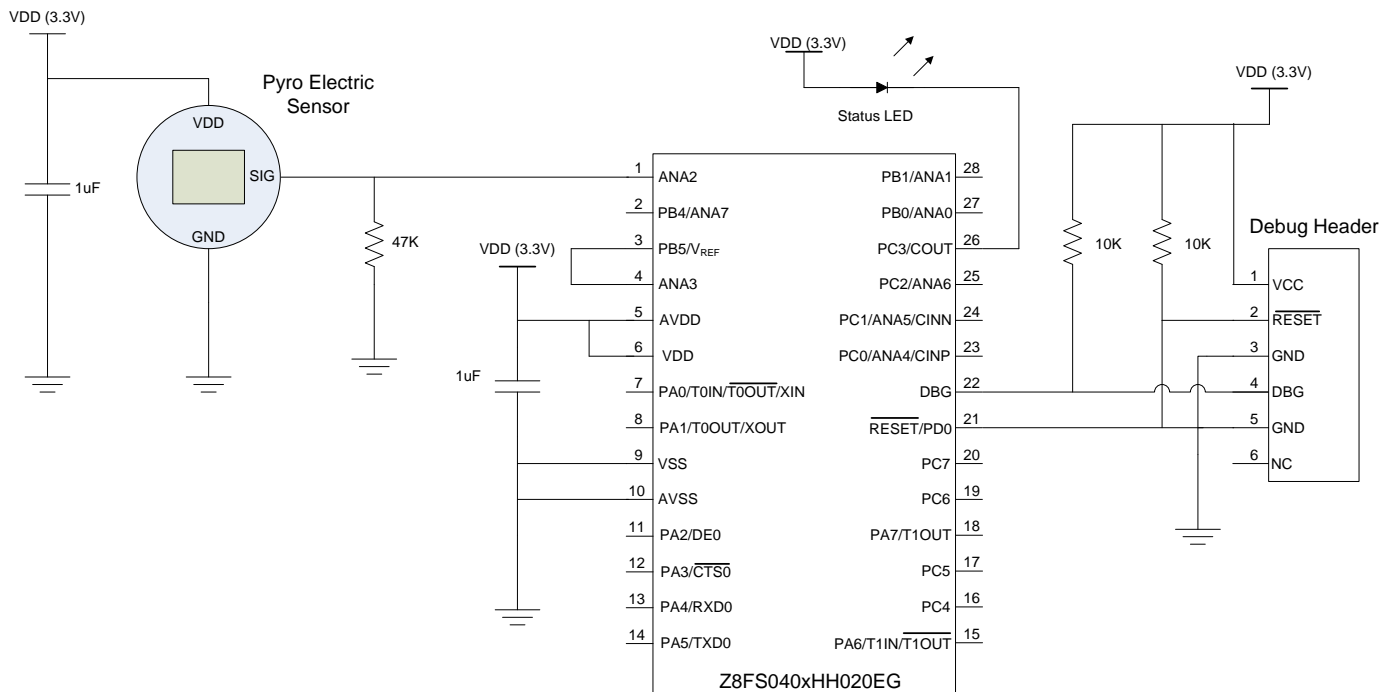 VDD (3.3V)
Pyro Electric
Sensor
VDD
SIG
GND
1uF
47K
VDD (3.3V)
1uF
VDD (3.3V)
Status LED
1 ANA2
2 PB4/ANA7
3 PB5/VREF
4 ANA3
5 AVDD
6 VDD
7 PA0/T0IN/T0OUT/XIN
8 PA1/T0OUT/XOUT
9 VSS
10 AVSS
11 PA2/DE0
12 PA3/CTS0
13 PA4/RXD0
14 PA5/TXD0
PB1/ANA1 28
PB0/ANA0 27
PC3/COUT 26
PC2/ANA6 25
PC1/ANA5/CINN 24
PC0/ANA4/CINP 23
DBG 22
RESET/PD0 21
PC7 20
PC6 19
PA7/T1OUT 18
PC5 17
PC4 16
PA6/T1IN/T1OUT 15
Z8FS040xHH020EG
VDD (3.3V)
10K
10K
Debug Header
1 VCC
2 RESET
3 GND
4 DBG
5 GND
6 NC